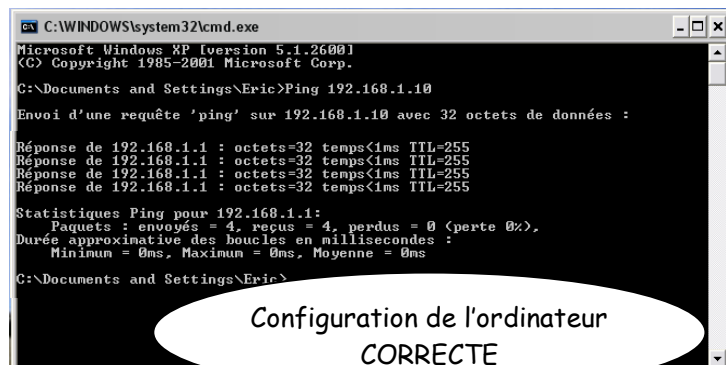 C:\WINDOWS\system32\cmd.exe
Microsoft Windows XP [version 5.1.2600]
(C) Copyright 1985-2001 Microsoft Corp.
C:\Documents and Settings\Eric>Ping 192.168.1.10
Envoi d'une requête 'ping' sur 192.168.1.10 avec 32 octets de données :
Réponse de 192.168.1.1 : octets=32 temps<1ms TTL=255
Réponse de 192.168.1.1 : octets=32 temps<1ms TTL=255
Réponse de 192.168.1.1 : octets=32 temps<1ms TTL=255
Réponse de 192.168.1.1 : octets=32 temps<1ms TTL=255
Statistiques Ping pour 192.168.1.1:
Paquets : envoyés = 4, reçus = 4, perdus = 0 (perte 0%),
Durée approximative des boucles en millisecondes :
Minimum = 0ms, Maximum = 0ms, Moyenne = 0ms
C:\Documents and Settings\Eric>
Configuration de l'ordinateur
CORRECTE